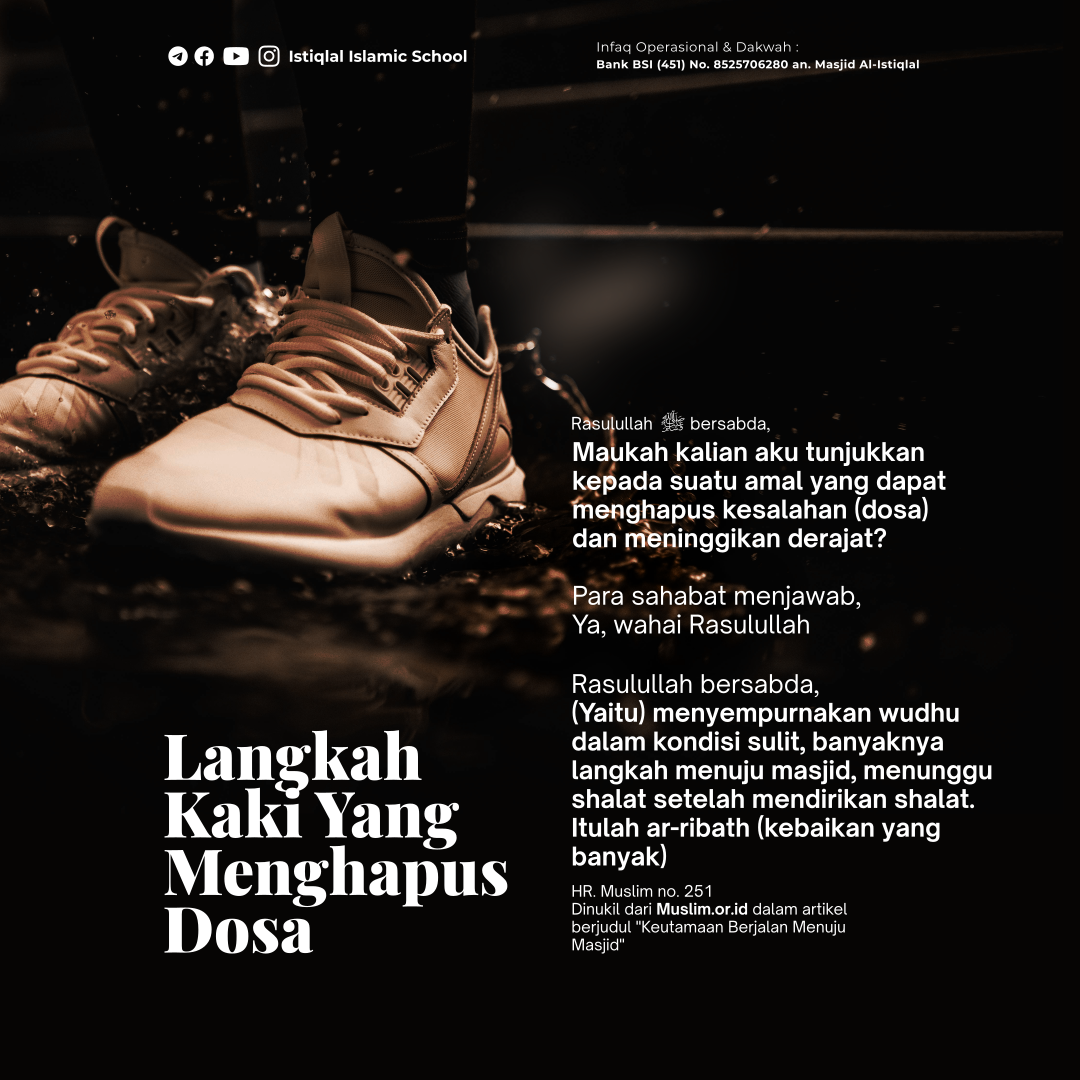 Istiqlal Islamic School
Infaq Operasional & Dakwah :
Bank BSI (451) No. 8525706280 an. Masjid Al-Istiqlal
Rasulullah ﷺ bersabda,
Maukah kalian aku tunjukkan
kepada suatu amal yang dapat
menghapus kesalahan (dosa)
dan meninggikan derajat?
Para sahabat menjawab,
Ya, wahai Rasulullah
Rasulullah bersabda,
(Yaitu) menyempurnakan wudhu
dalam kondisi sulit, banyaknya
langkah menuju masjid, menunggu
shalat setelah mendirikan shalat.
Itulah ar-ribath (kebaikan yang
banyak)
HR. Muslim no. 251
Dinukil dari Muslim.or.id dalam artikel
berjudul "Keutamaan Berjalan Menuju
Masjid"
Langkah
Kaki Yang
Menghapus
Dosa